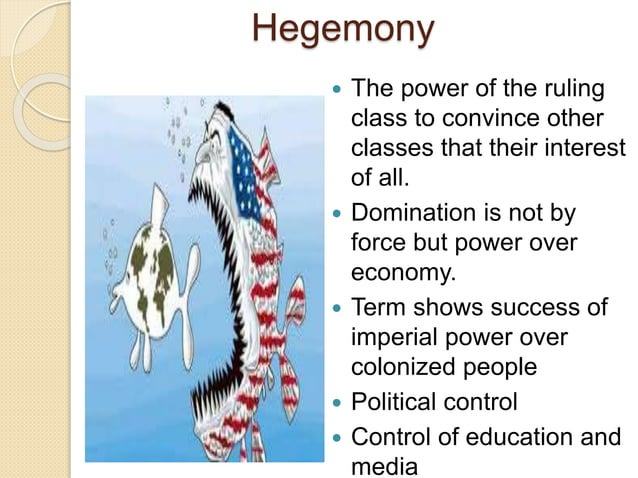 Hegemony
• The power of the ruling
class to convince other
classes that their interest
of all.
• Domination is not by
force but power over
economy.
• Term shows success of
imperial power over
colonized people
• Political control
• Control of education and
media